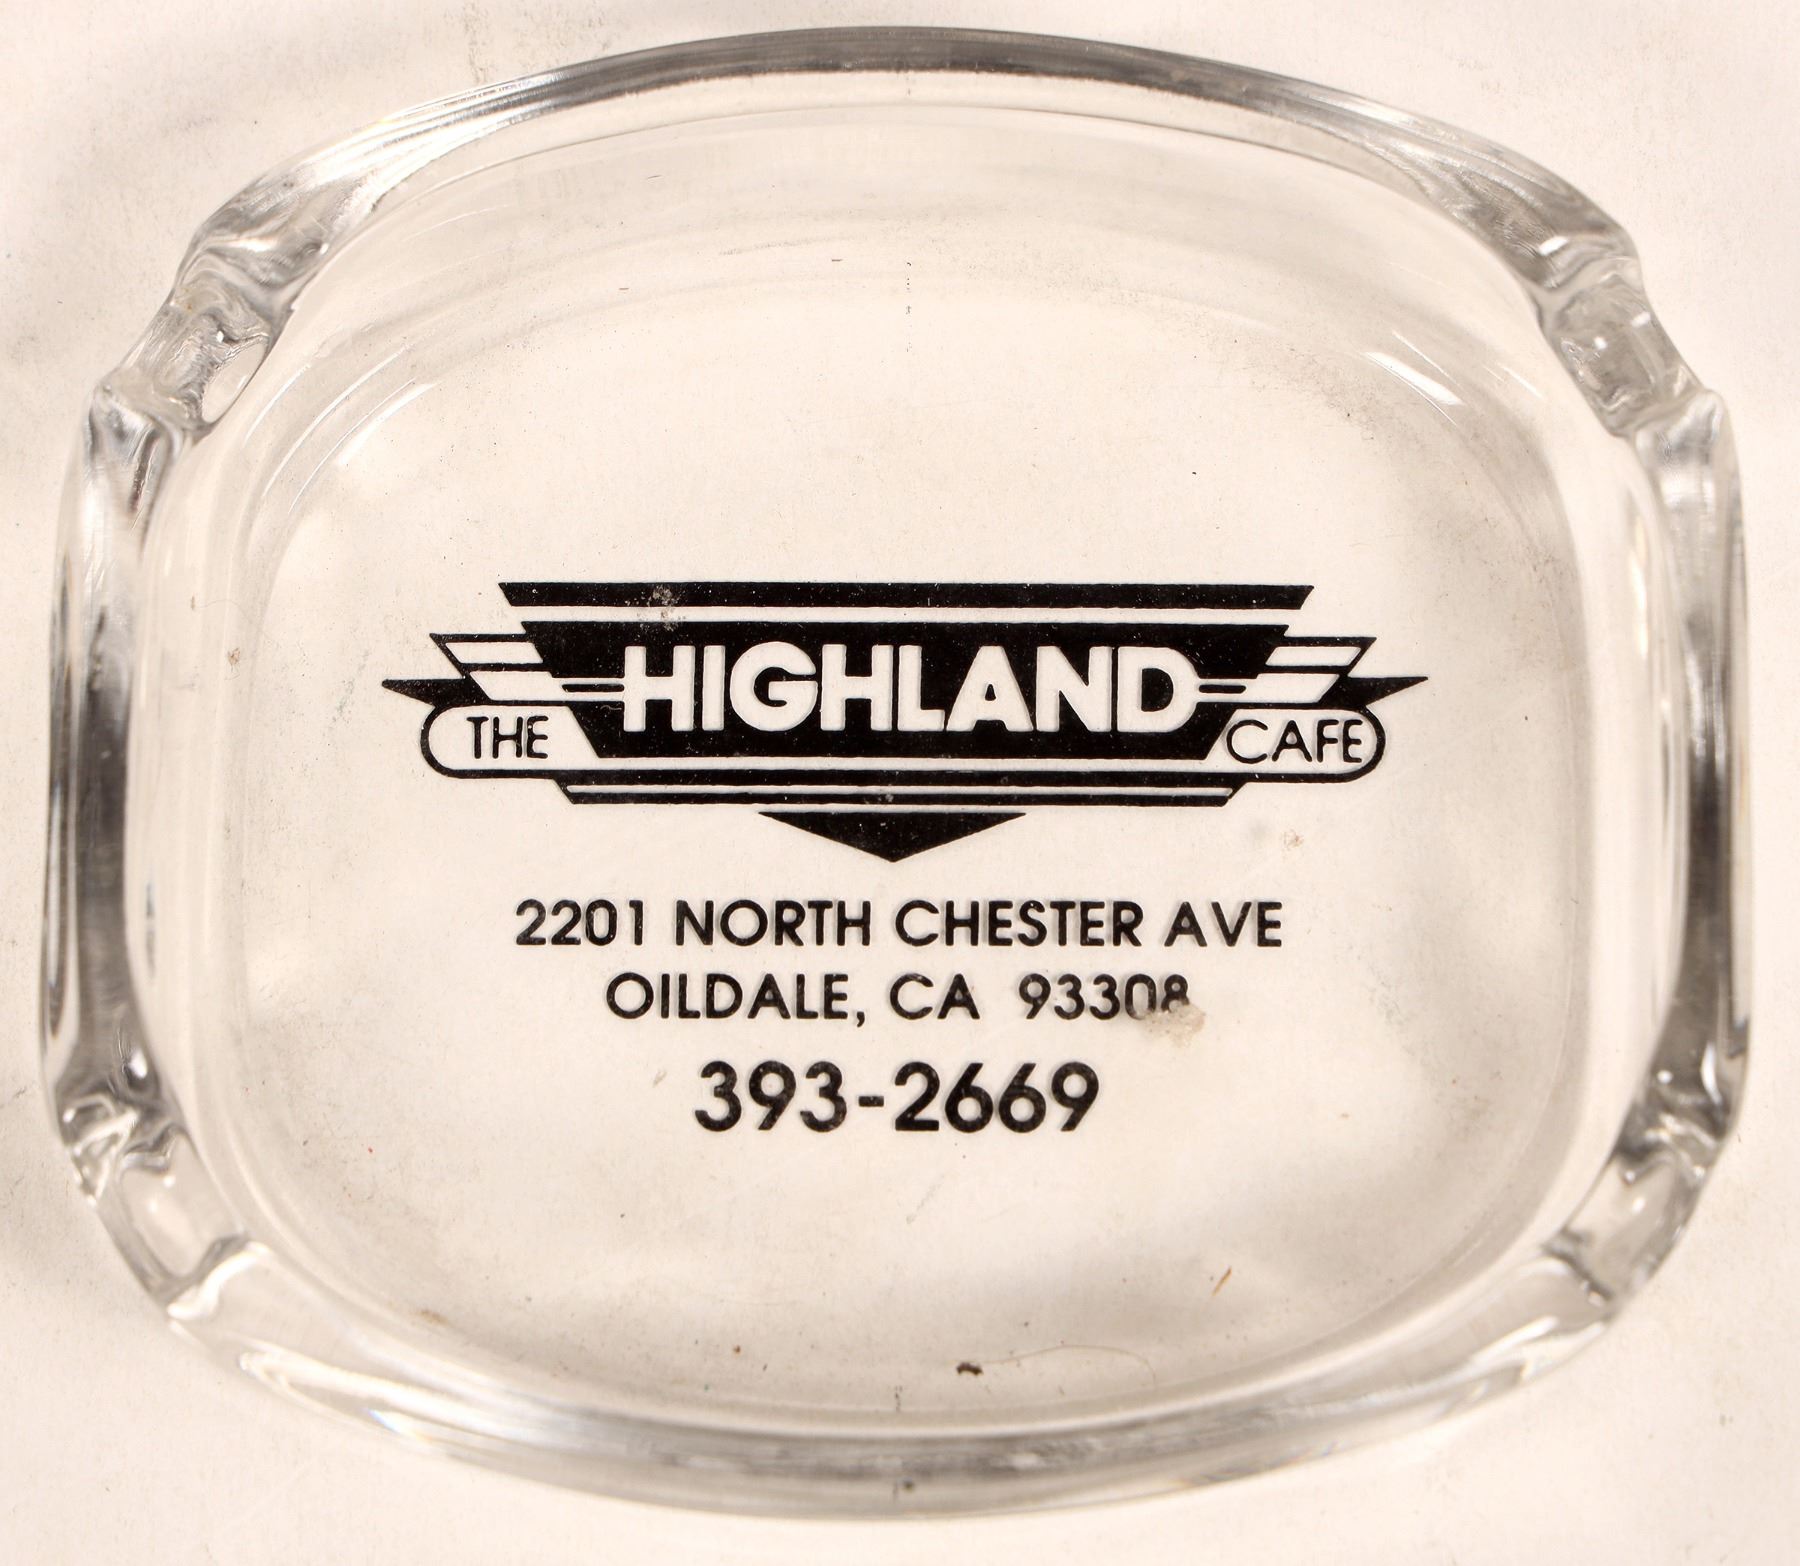 THE HIGHLAND CAFE
2201 NORTH CHESTER AVE
OILDALE, CA 93308
393-2669